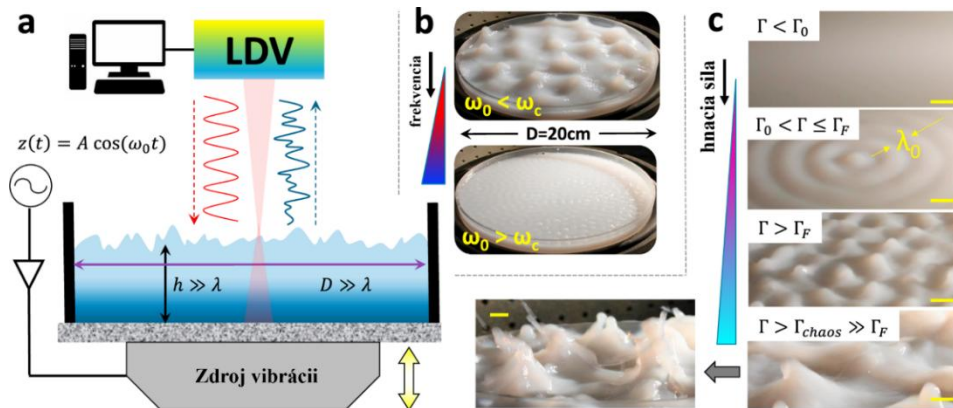 a
LDV
z(t) = A cos(ω₀t)
h ≫ λ
D ≫ λ
Zdroj vibrácii
b
frekvencia
ω₀ < ω_c
D=20cm
ω₀ > ω_c
c
hnacia sila
Γ < Γ₀
Γ₀ < Γ ≤ Γ_F
λ₀
Γ > Γ_F
Γ > Γ_chaos ≫ Γ_F